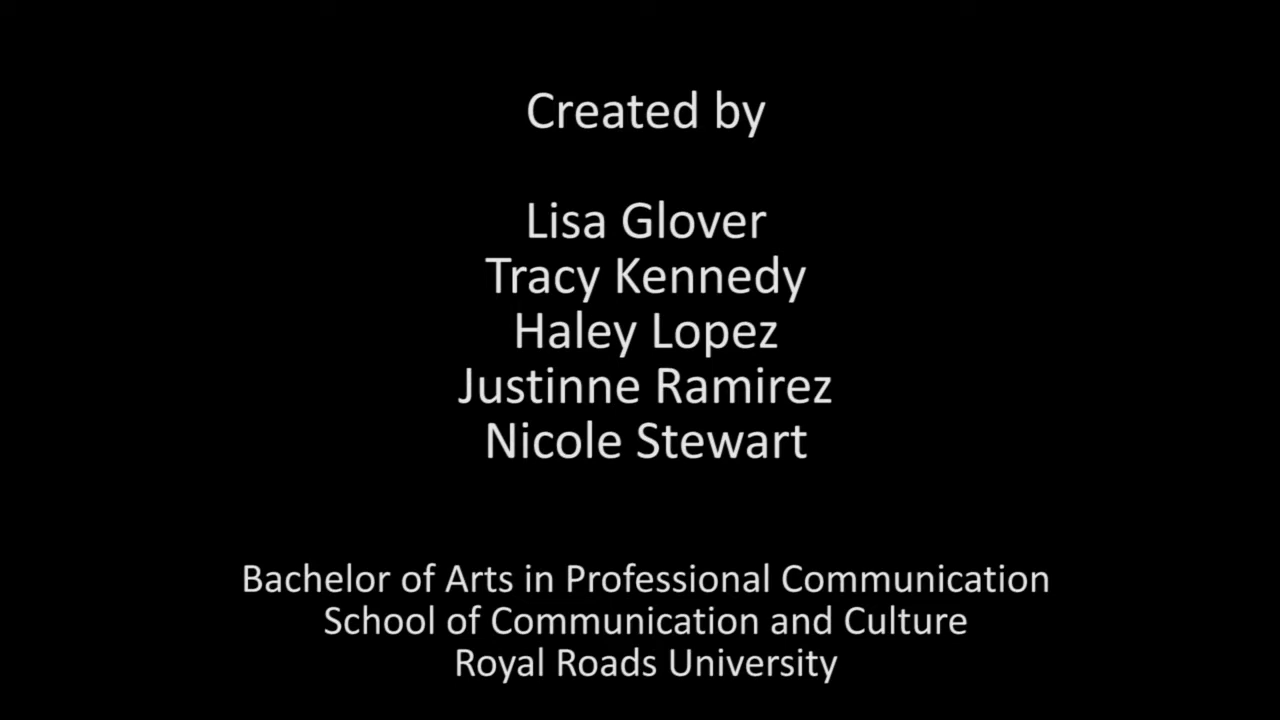 Created by
Lisa Glover
Tracy Kennedy
Haley Lopez
Justinne Ramirez
Nicole Stewart
Bachelor of Arts in Professional Communication
School of Communication and Culture
Royal Roads University